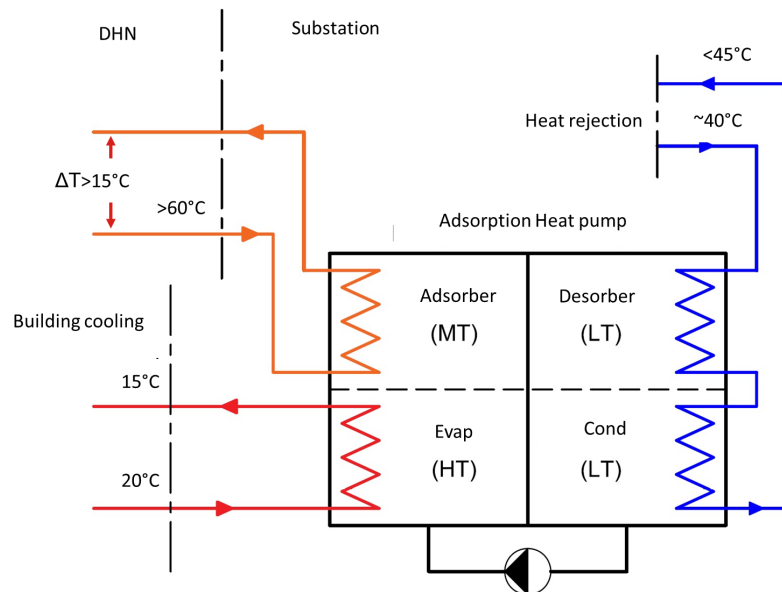 DHN
Substation
<45°C
Heat rejection
~40°C
ΔT>15°C
>60°C
Adsorption Heat pump
Adsorber
(MT)
Desorber
(LT)
Building cooling
15°C
Evap
(HT)
Cond
(LT)
20°C